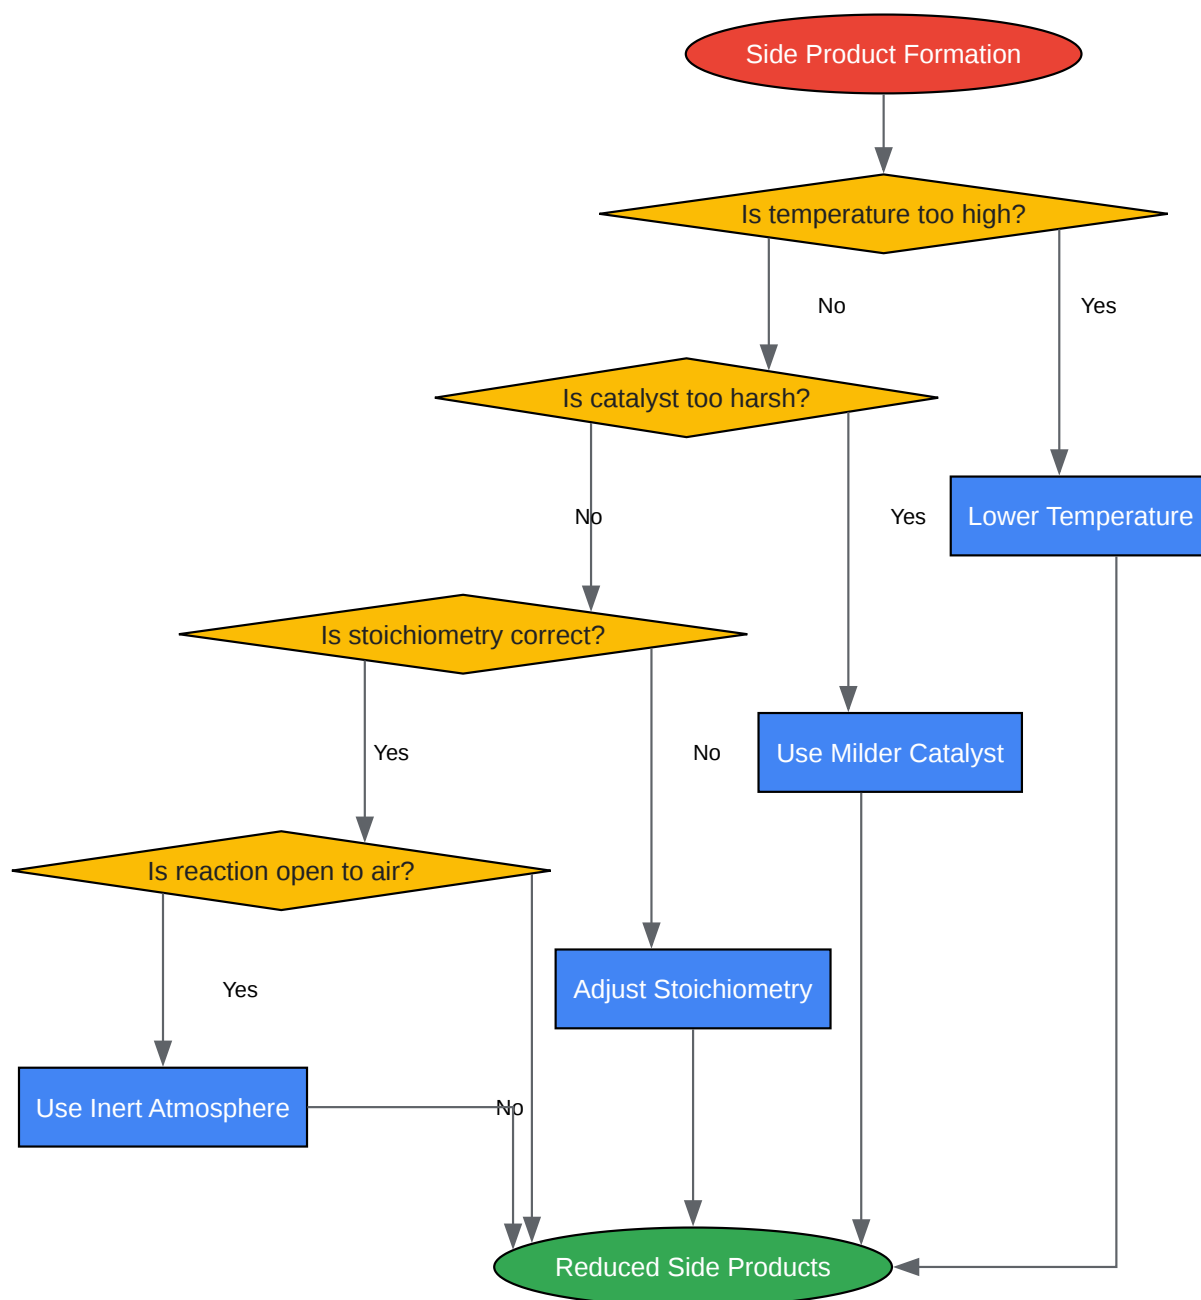 Side Product Formation
Is temperature too high?
No
Yes
Is catalyst too harsh?
No
Yes
Lower Temperature
Is stoichiometry correct?
Yes
No
Use Milder Catalyst
Is reaction open to air?
Yes
Adjust Stoichiometry
Use Inert Atmosphere
No
Reduced Side Products